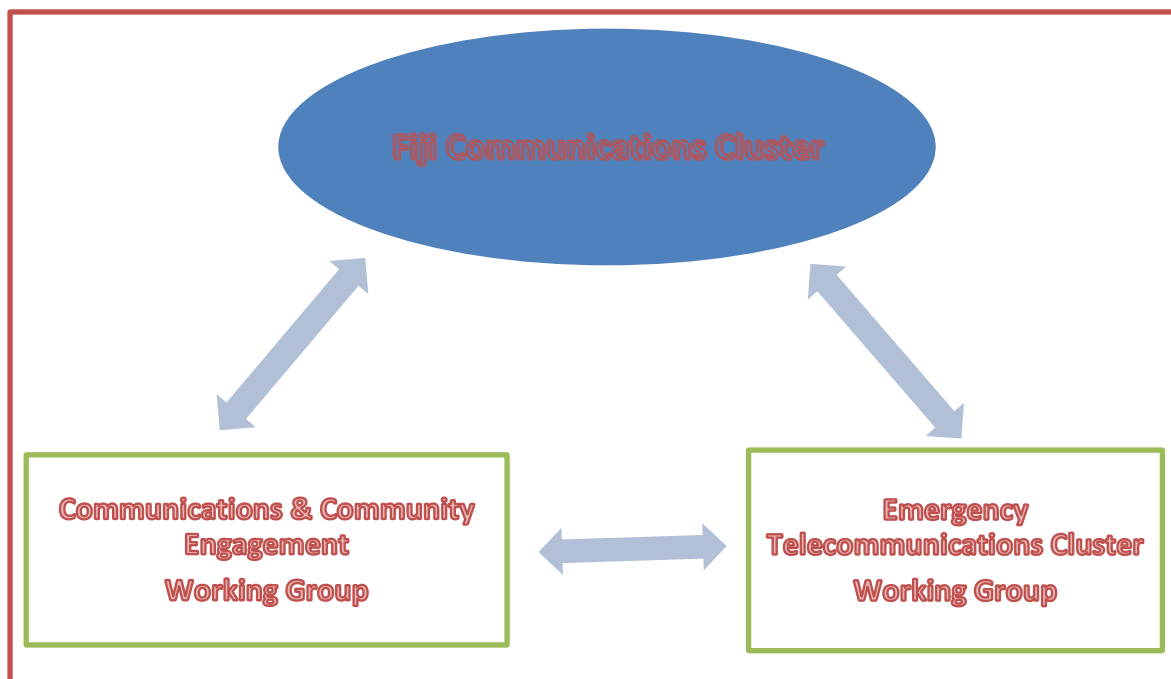 Fiji Communications Cluster
Communications & Community
Engagement
Working Group
Emergency
Telecommunications Cluster
Working Group